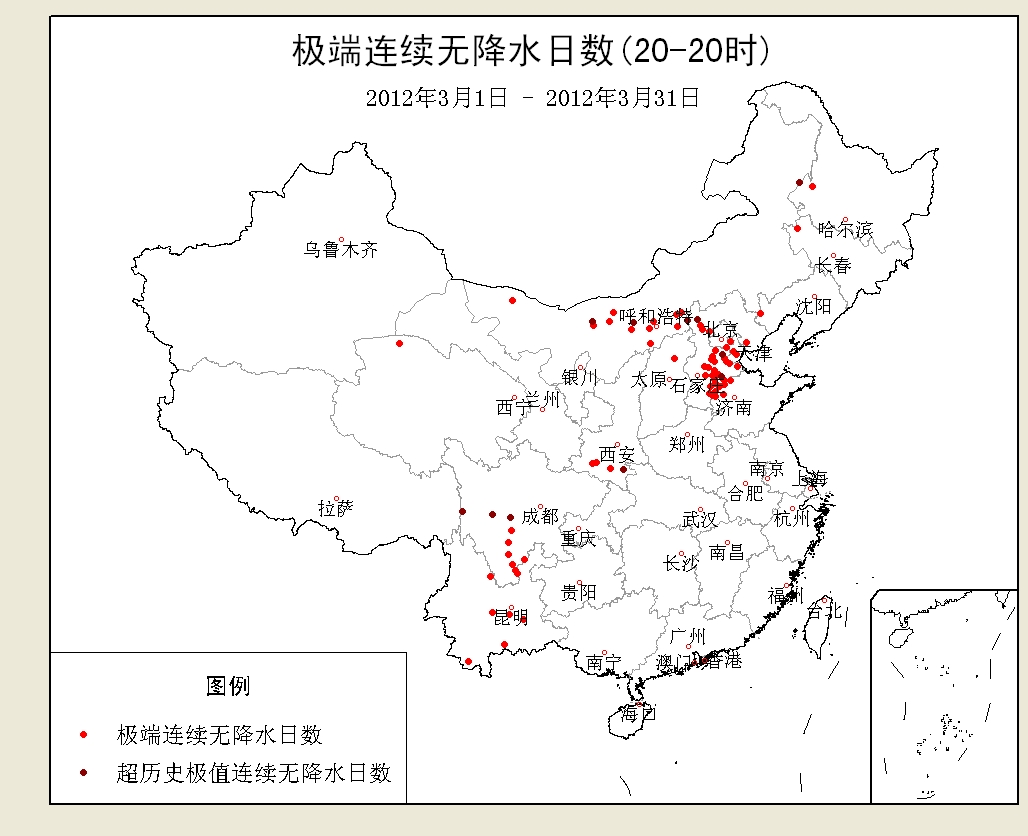 极端连续无降水日数(20-20时)
2012年3月1日 - 2012年3月31日
哈尔滨
乌鲁木齐
长春
沈阳
呼和浩特
北京
天津
银川
太原
石家庄
西宁
兰州
济南
郑州
西安
南京
上海
合肥
拉萨
成都
武汉
杭州
重庆
南昌
长沙
贵阳
福州
台北
昆明
广州
南宁
澳门
香港
海口
图例
极端连续无降水日数
超历史极值连续无降水日数